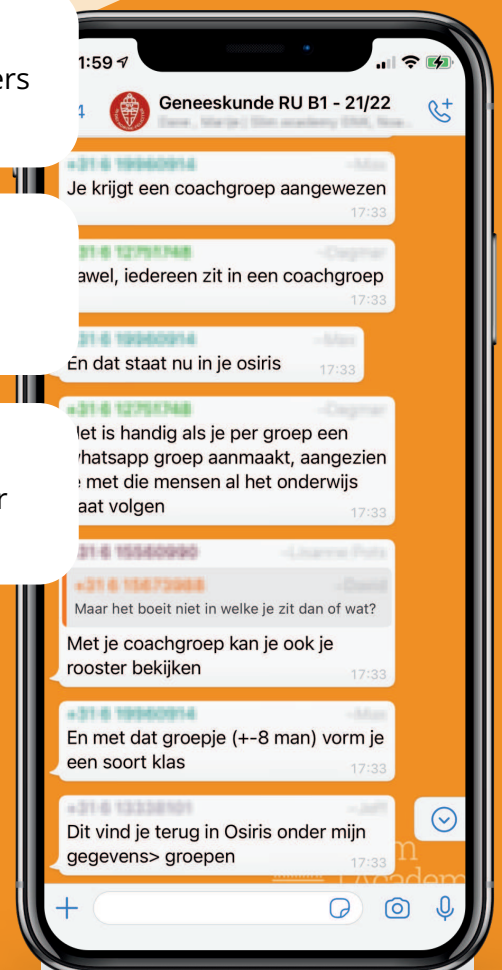 ers
r
1:59
4
Geneeskunde RU B1 - 21/22
Je krijgt een coachgroep aangewezen
17:33
awel, iedereen zit in een coachgroep
17:33
En dat staat nu in je osiris
17:33
et is handig als je per groep een
whatsapp groep aanmaakt, aangezien
e met die mensen al het onderwijs
aat volgen
17:33
Maar het boeit niet in welke je zit dan of wat?
Met je coachgroep kan je ook je
rooster bekijken
17:33
En met dat groepje (+-8 man) vorm je
een soort klas
17:33
Dit vind je terug in Osiris onder mijn
gegevens> groepen
17:33
m
Academ